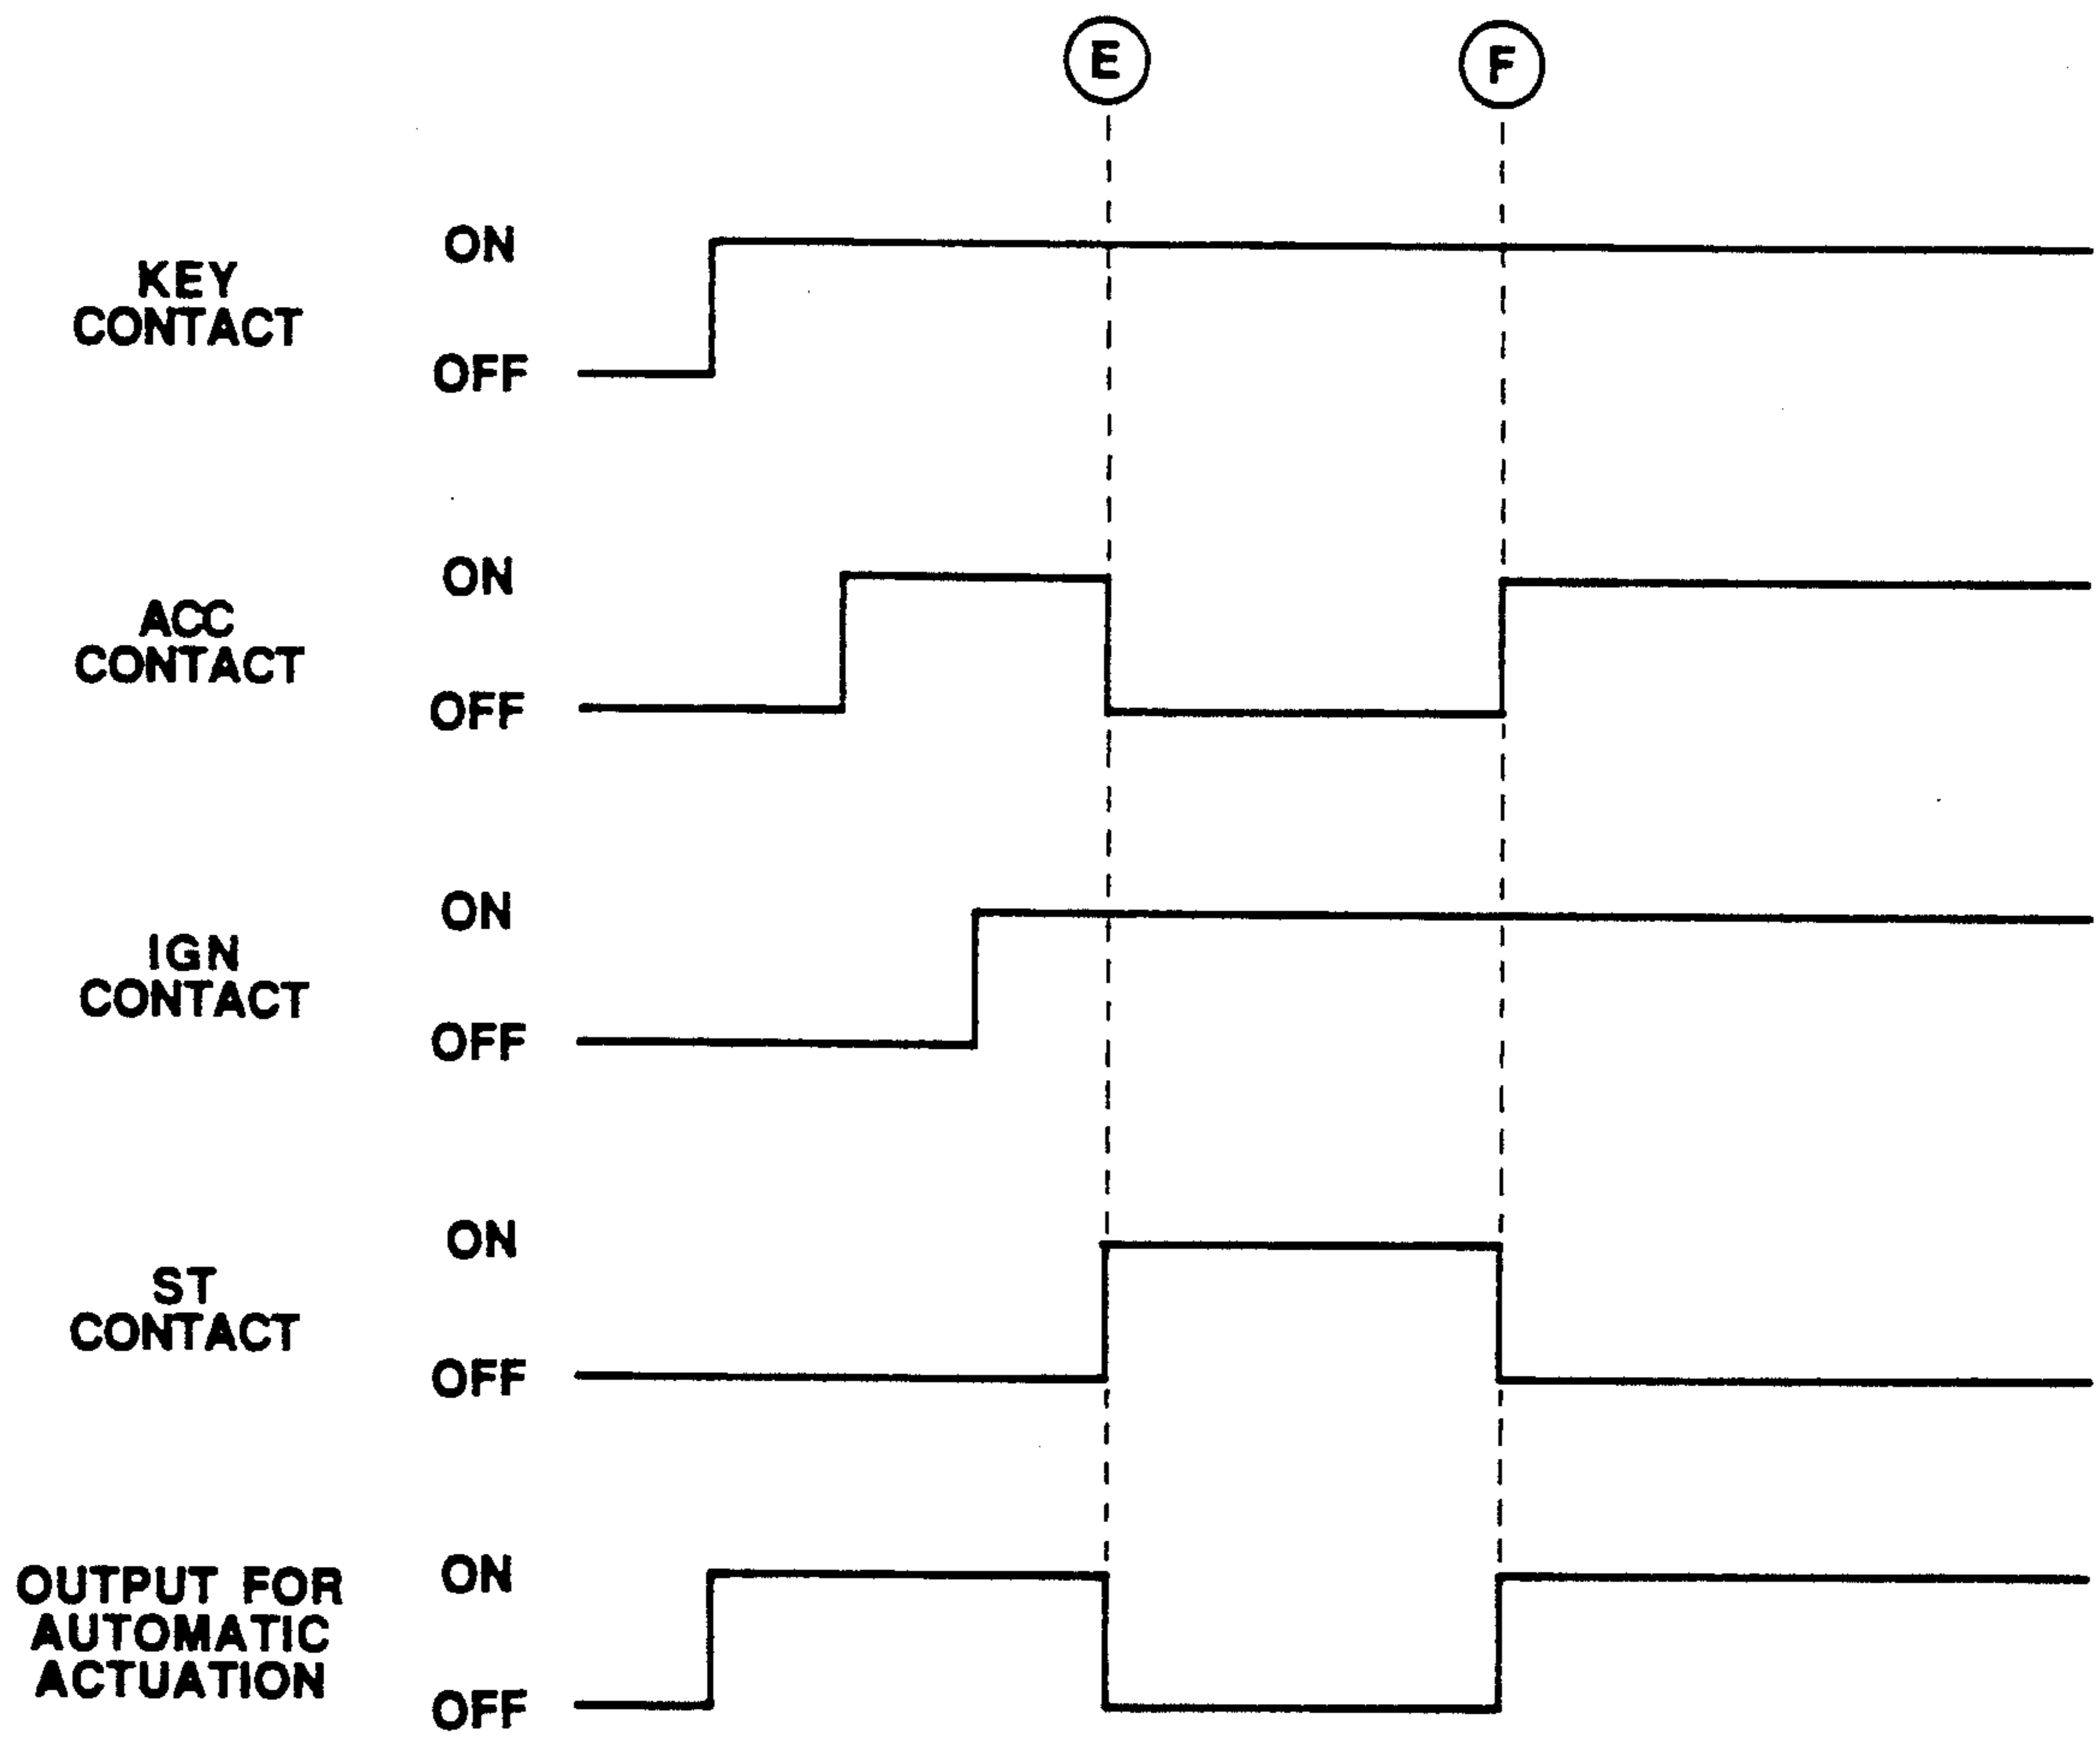 E F
ON
KEY
CONTACT
OFF
ON
ACC
CONTACT
OFF
ON
IGN
CONTACT
OFF
ON
ST
CONTACT
OFF
ON
OUTPUT FOR
AUTOMATIC
ACTUATION
OFF